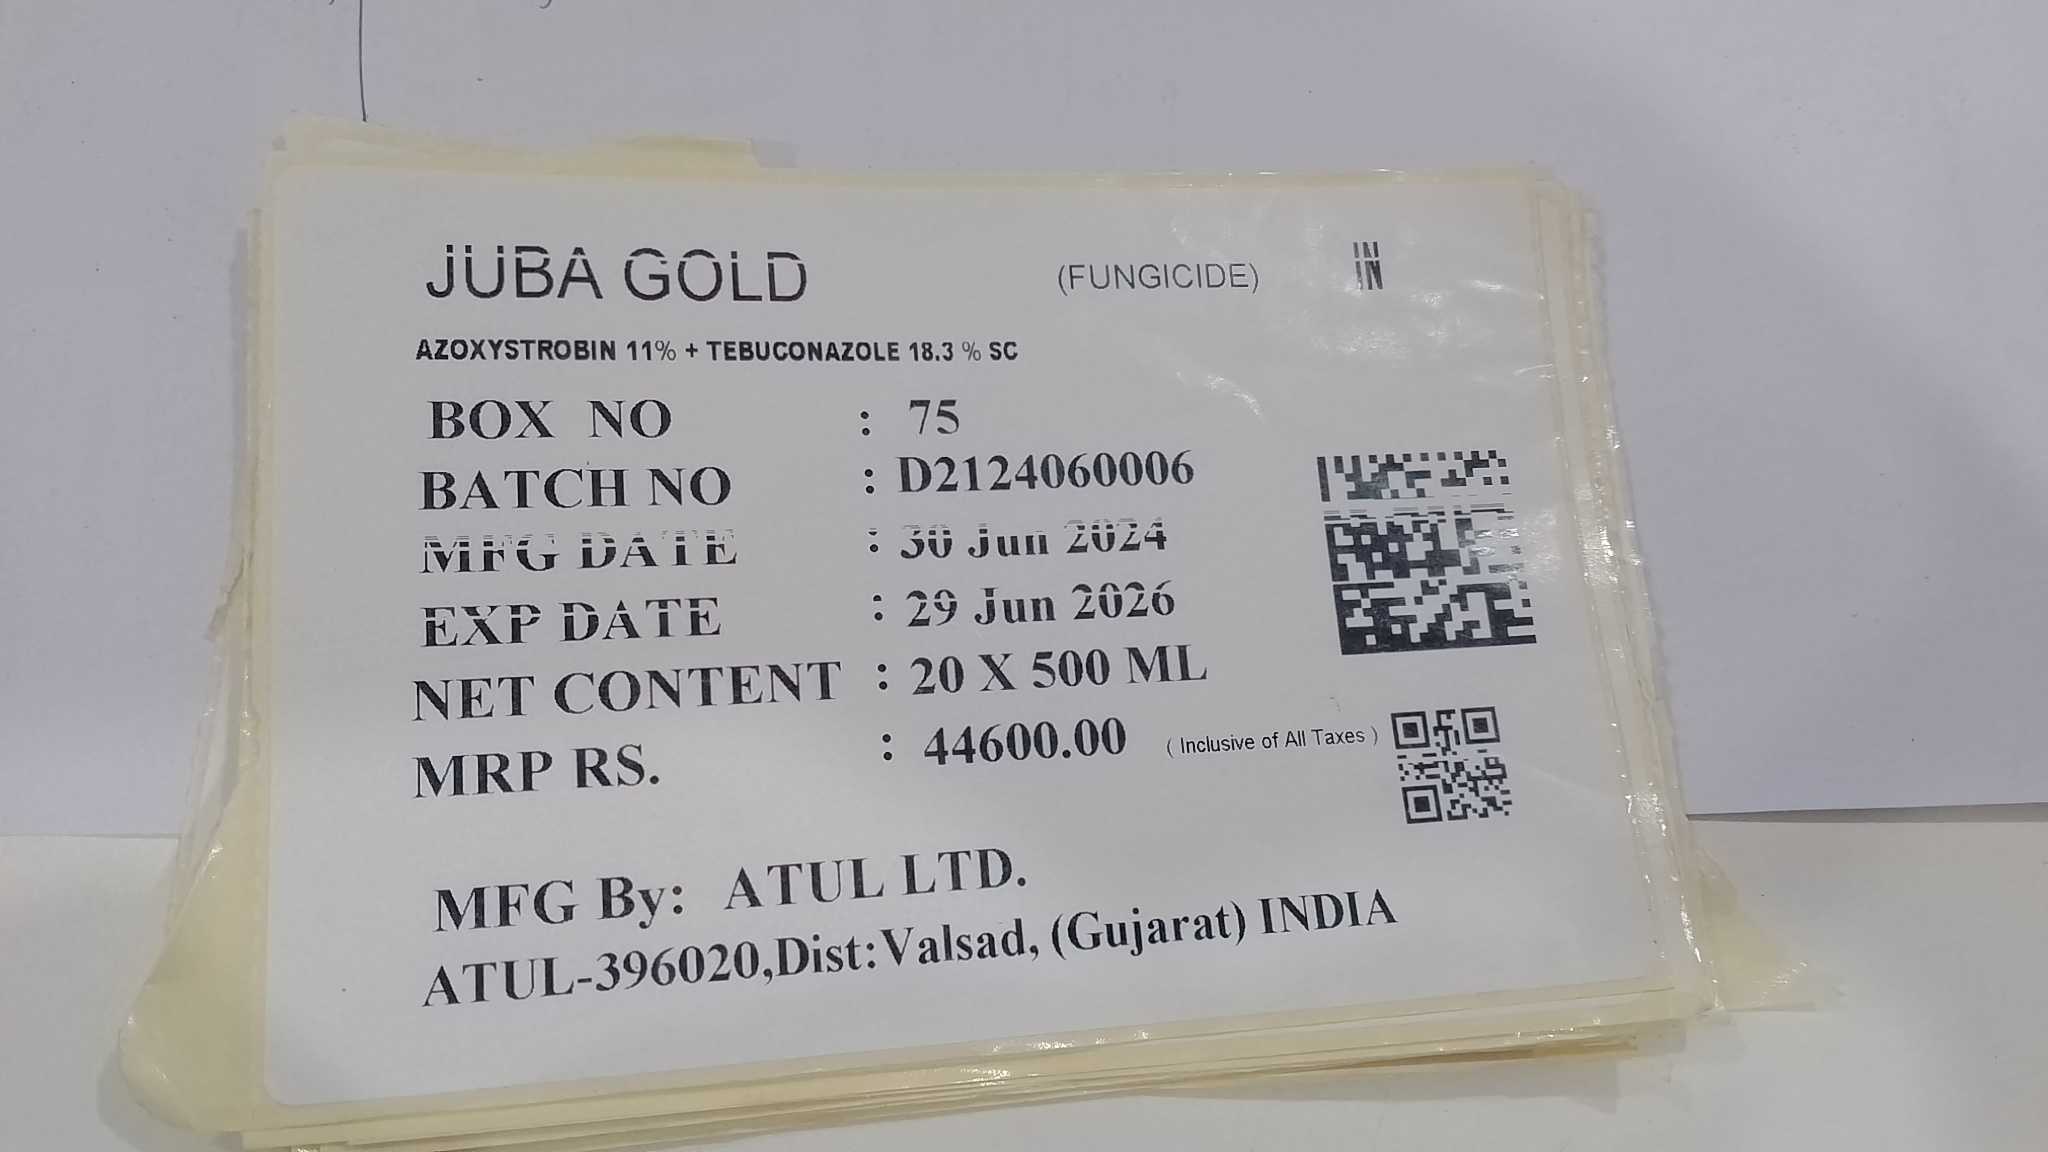 JUBA GOLD (FUNGICIDE) IN
AZOXYSTROBIN 11% + TEBUCONAZOLE 18.3 % SC
BOX NO : 75
BATCH NO : D2124060006
MFG DATE : 30 Jun 2024
EXP DATE : 29 Jun 2026
NET CONTENT : 20 X 500 ML
MRP RS. : 44600.00 ( Inclusive of All Taxes )
MFG By: ATUL LTD.
ATUL-396020,Dist:Valsad, (Gujarat) INDIA